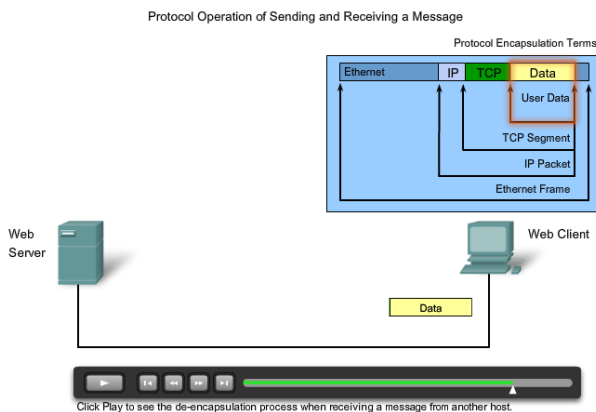 Protocol Operation of Sending and Receiving a Message
Protocol Encapsulation Terms
Ethernet IP TCP Data
User Data
TCP Segment
IP Packet
Ethernet Frame
Web
Server
Web Client
Data
Click Play to see the de-encapsulation process when receiving a message from another host.